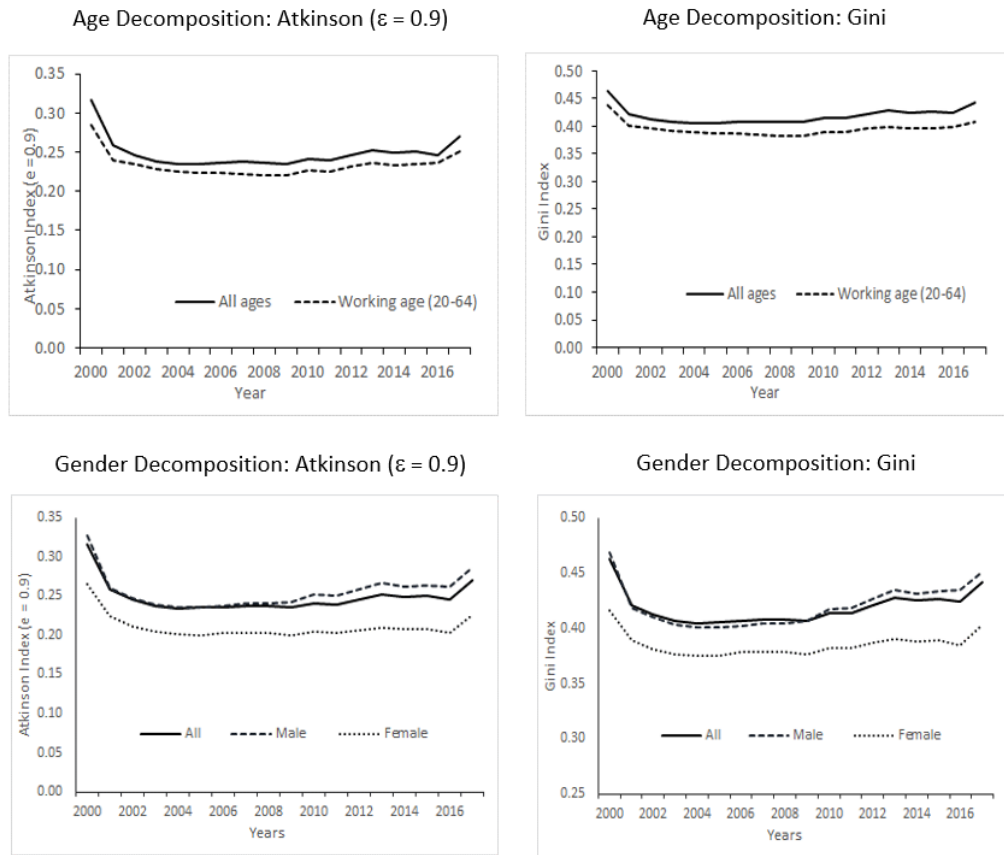 Age Decomposition: Atkinson (ε = 0.9)
Atkinson Index (e = 0.9)
0.35
0.30
0.25
0.20
0.15
0.10
0.05
0.00
All ages
Working age (20-64)
2000 2002 2004 2006 2008 2010 2012 2014 2016
Year
Age Decomposition: Gini
Gini Index
0.50
0.45
0.40
0.35
0.30
0.25
0.20
0.15
0.10
0.05
0.00
All ages
Working age (20-64)
2000 2002 2004 2006 2008 2010 2012 2014 2016
Year
Gender Decomposition: Atkinson (ε = 0.9)
Atkinson Index (e = 0.9)
0.35
0.30
0.25
0.20
0.15
0.10
0.05
0.00
All
Male
Female
2000 2002 2004 2006 2008 2010 2012 2014 2016
Years
Gender Decomposition: Gini
Gini Index
0.50
0.45
0.40
0.35
0.30
0.25
All
Male
Female
2000 2002 2004 2006 2008 2010 2012 2014 2016
Years